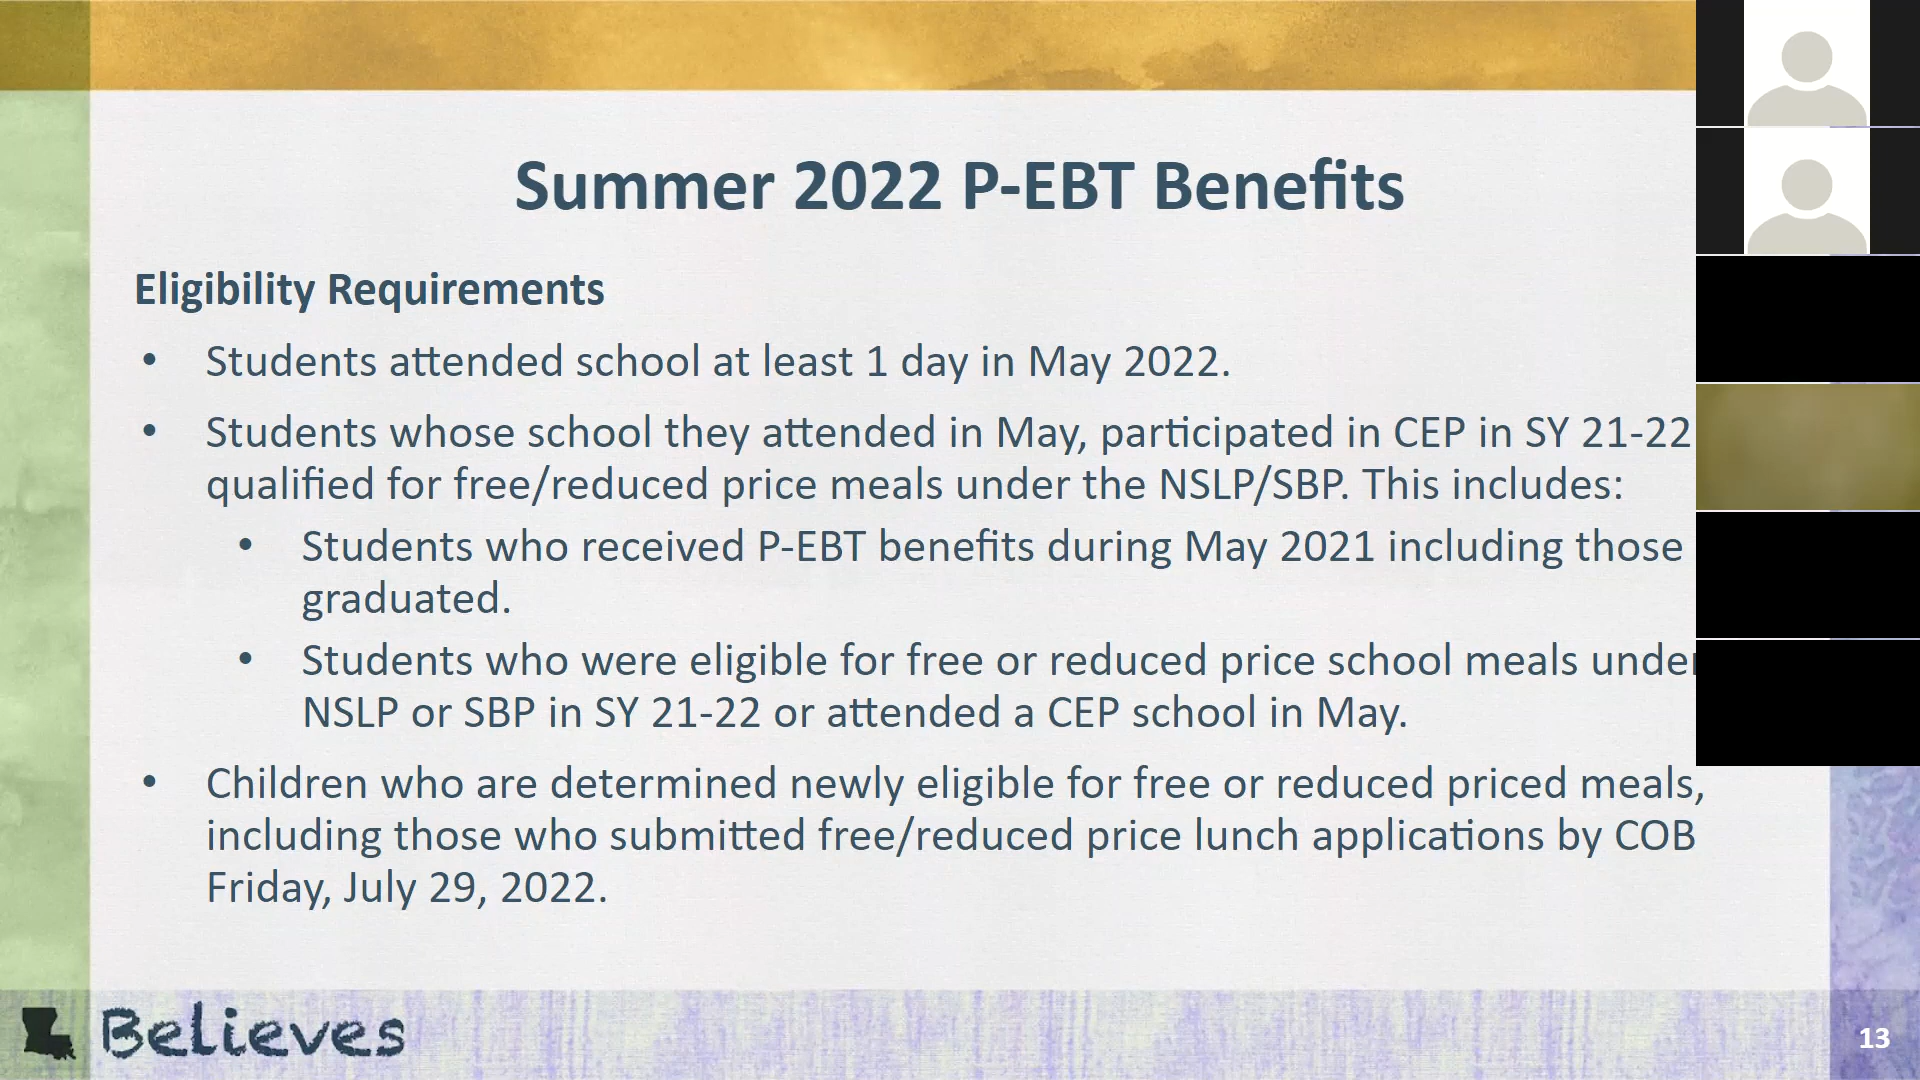 Summer 2022 P-EBT Benefits
Eligibility Requirements
• Students attended school at least 1 day in May 2022.
• Students whose school they attended in May, participated in CEP in SY 21-22
qualified for free/reduced price meals under the NSLP/SBP. This includes:
• Students who received P-EBT benefits during May 2021 including those
graduated.
• Students who were eligible for free or reduced price school meals under
NSLP or SBP in SY 21-22 or attended a CEP school in May.
• Children who are determined newly eligible for free or reduced priced meals,
including those who submitted free/reduced price lunch applications by COB
Friday, July 29, 2022.
Believes
13